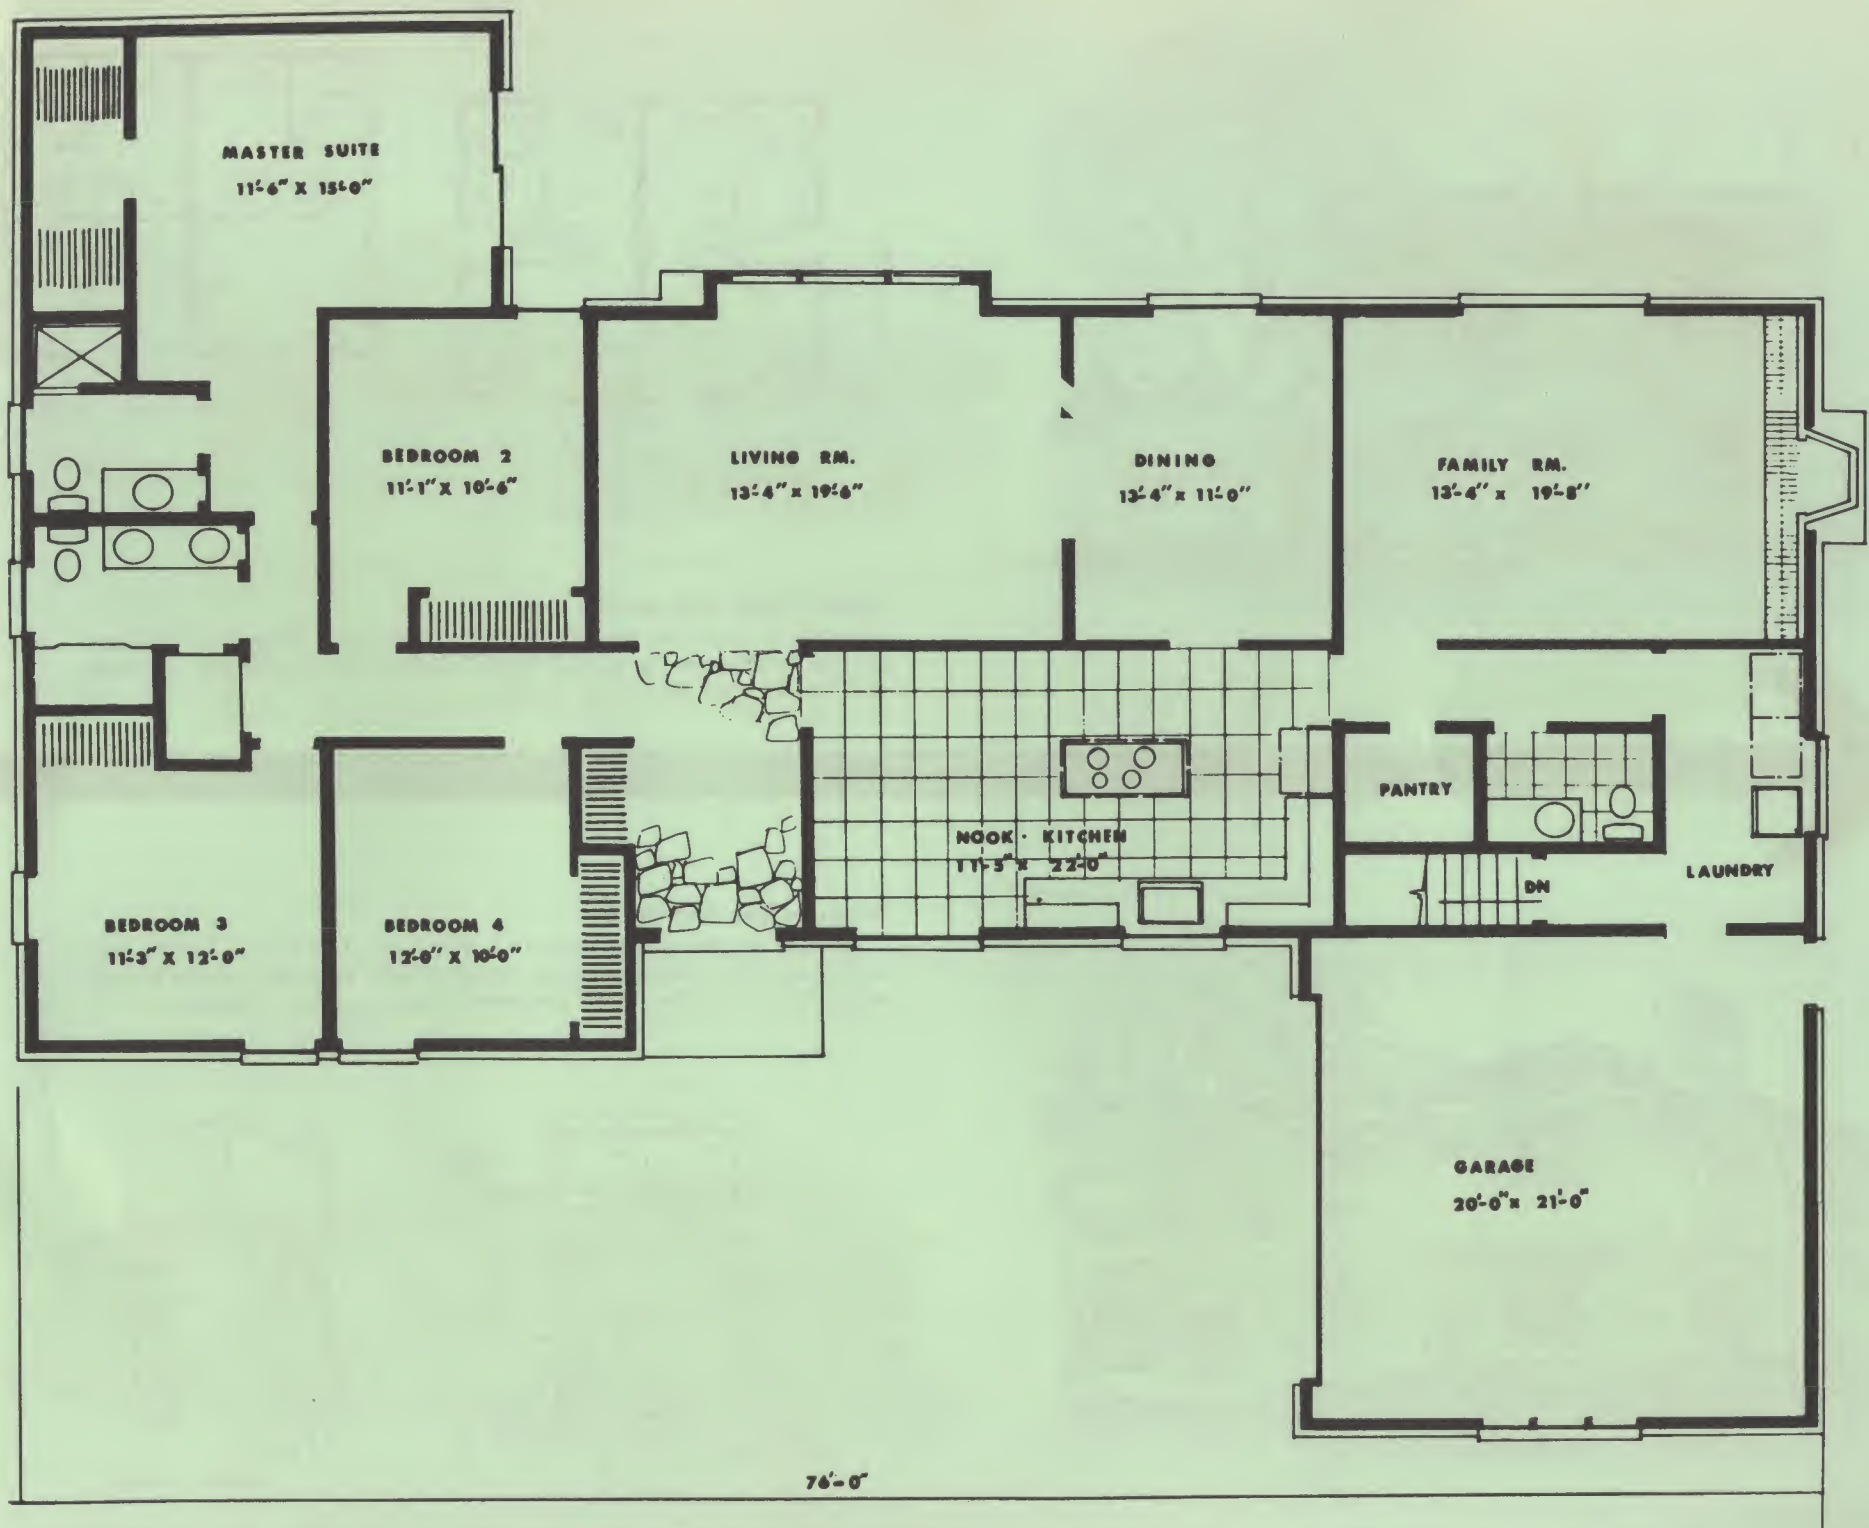 MASTER SUITE
11'-6" X 15'-0"
BEDROOM 2
11'-1" X 10'-6"
LIVING RM.
13'-4" x 19'-6"
DINING
13'-4" x 11'-0"
FAMILY RM.
13'-4" x 19'-8"
PANTRY
NOOK · KITCHEN
11'-5" x 22'-0"
DN
LAUNDRY
BEDROOM 3
11'-3" X 12'-0"
BEDROOM 4
12'-0" X 10'-0"
GARAGE
20'-0" x 21'-0"
76'-0"